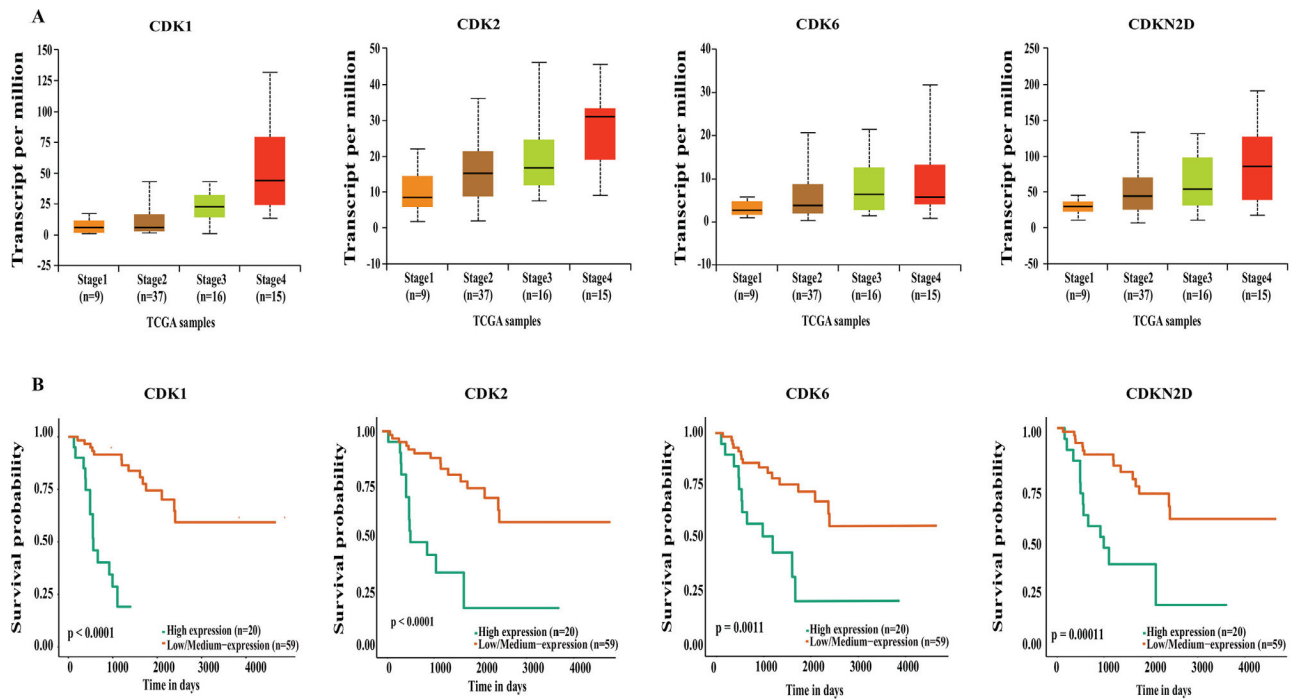 A
CDK1
Transcript per million
150
125
100
75
50
25
0
-25
Stage1 Stage2 Stage3 Stage4
(n=9) (n=37) (n=16) (n=15)
TCGA samples
CDK2
Transcript per million
50
40
30
20
10
0
-10
Stage1 Stage2 Stage3 Stage4
(n=9) (n=37) (n=16) (n=15)
TCGA samples
CDK6
Transcript per million
40
30
20
10
0
-10
Stage1 Stage2 Stage3 Stage4
(n=9) (n=37) (n=16) (n=15)
TCGA samples
CDKN2D
Transcript per million
250
200
150
100
50
0
-50
Stage1 Stage2 Stage3 Stage4
(n=9) (n=37) (n=16) (n=15)
TCGA samples
B
CDK1
Survival probability
1.00
0.75
0.50
0.25
0.00
p < 0.0001
High expression (n=20)
Low/Medium-expression (n=59)
0 1000 2000 3000 4000
Time in days
CDK2
Survival probability
1.00
0.75
0.50
0.25
0.00
p < 0.0001
High expression (n=20)
Low/Medium-expression (n=59)
0 1000 2000 3000 4000
Time in days
CDK6
Survival probability
1.00
0.75
0.50
0.25
0.00
p = 0.0011
High expression (n=20)
Low/Medium-expression (n=59)
0 1000 2000 3000 4000
Time in days
CDKN2D
Survival probability
1.00
0.75
0.50
0.25
0.00
p = 0.00011
High expression (n=20)
Low/Medium-expression (n=59)
0 1000 2000 3000 4000
Time in days